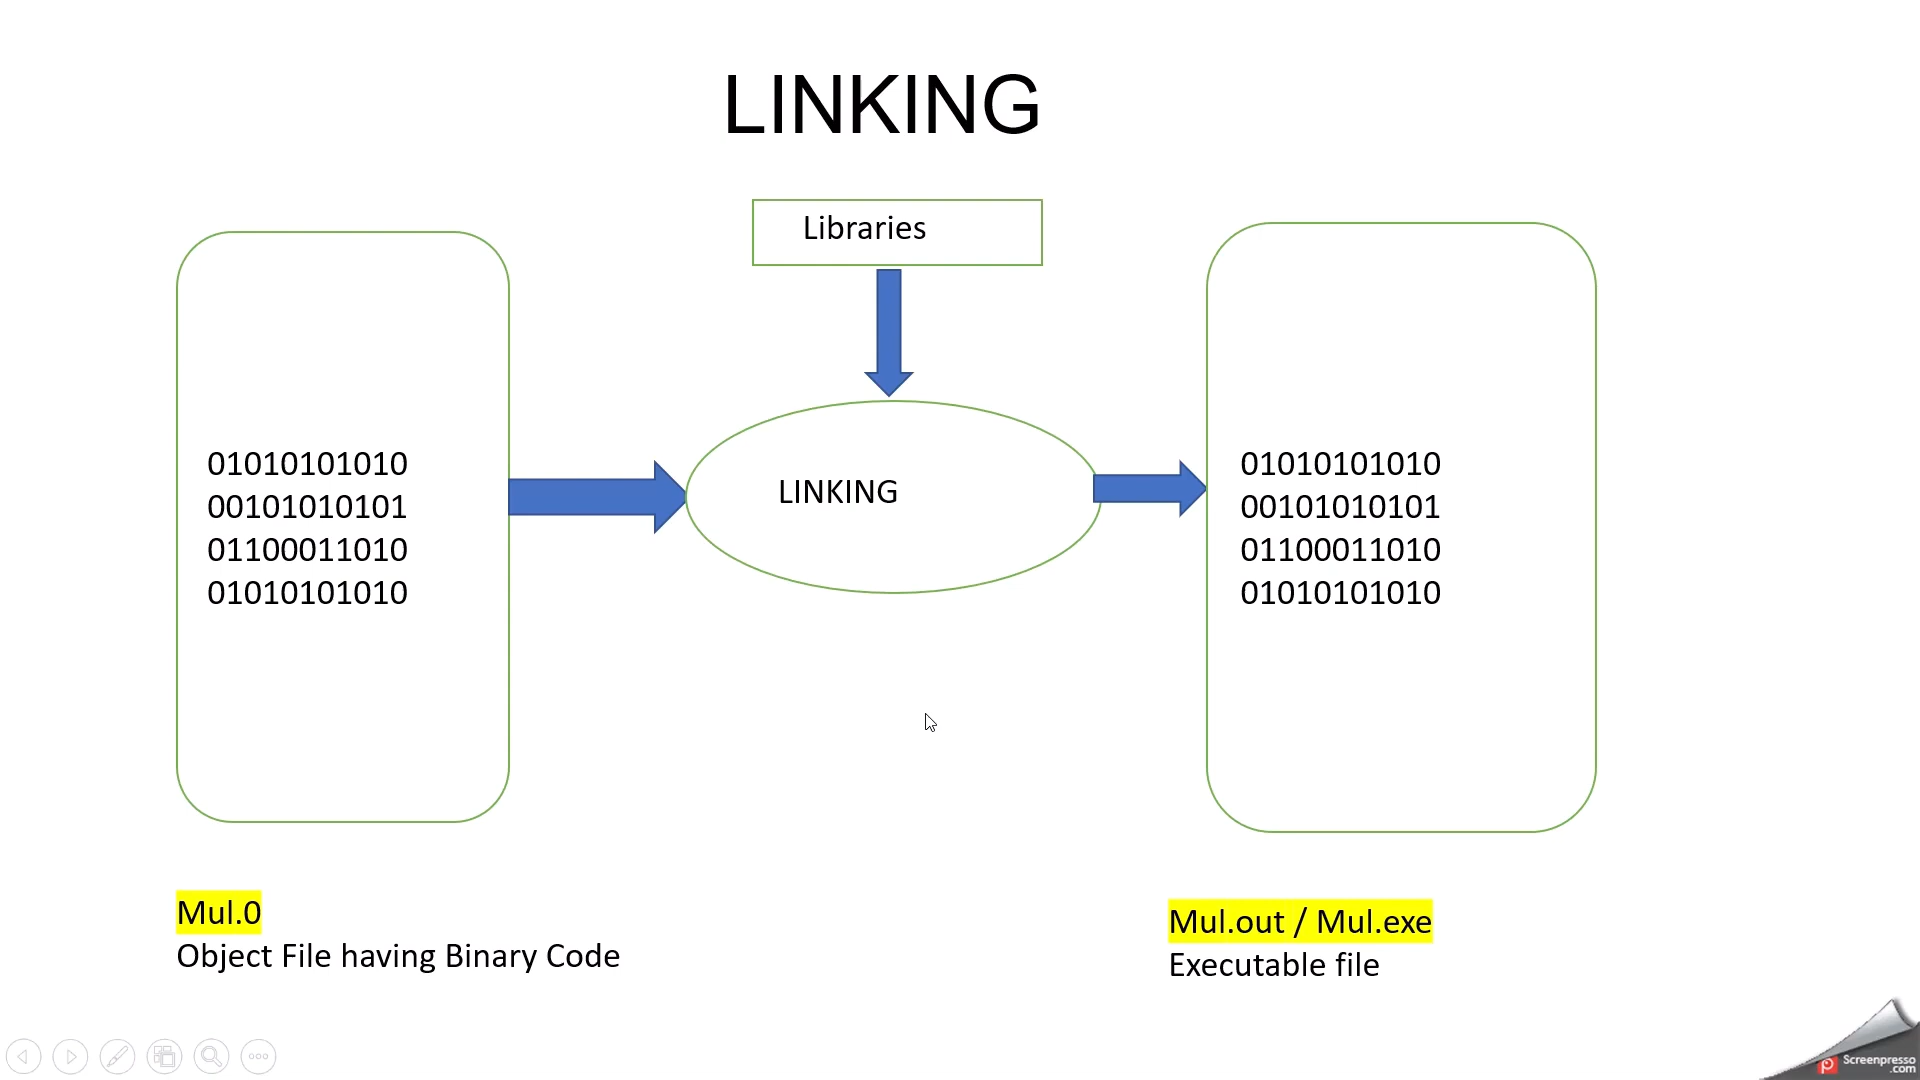 LINKING
Libraries
01010101010
00101010101
01100011010
01010101010
LINKING
01010101010
00101010101
01100011010
01010101010
Mul.0
Object File having Binary Code
Mul.out / Mul.exe
Executable file
Screenpresso
.com